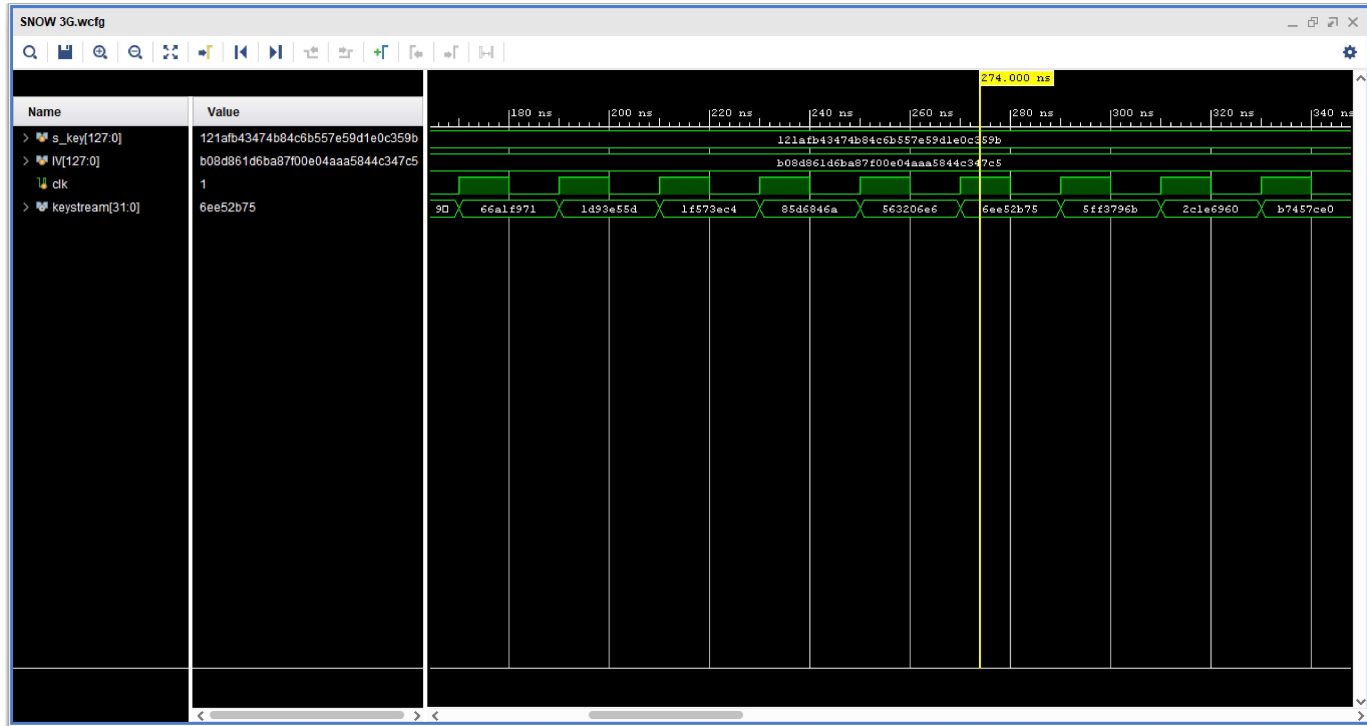 SNOW 3G.wcfg
274.000 ns
Name Value
180 ns 200 ns 220 ns 240 ns 260 ns 280 ns 300 ns 320 ns 340 ns
s_key[127:0] 121afb43474b84c6b557e59d1e0c359b 121afb43474b84c6b557e59d1e0c359b
IV[127:0] b08d861d6ba87f00e04aaa5844c347c5 b08d861d6ba87f00e04aaa5844c347c5
clk 1
keystream[31:0] 6ee52b75 90 66a1f971 1d93e55d 1f573ec4 85d6846a 563206e6 6ee52b75 5ff3796b 2c1e6960 b7457ce0